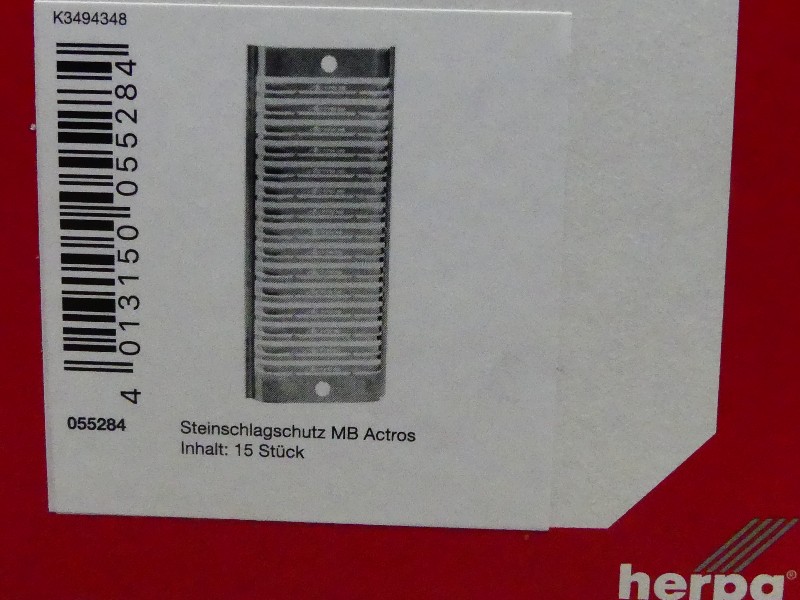 K3494348
4 013150 055284
055284
Steinschlagschutz MB Actros
Inhalt: 15 Stück
herpa®